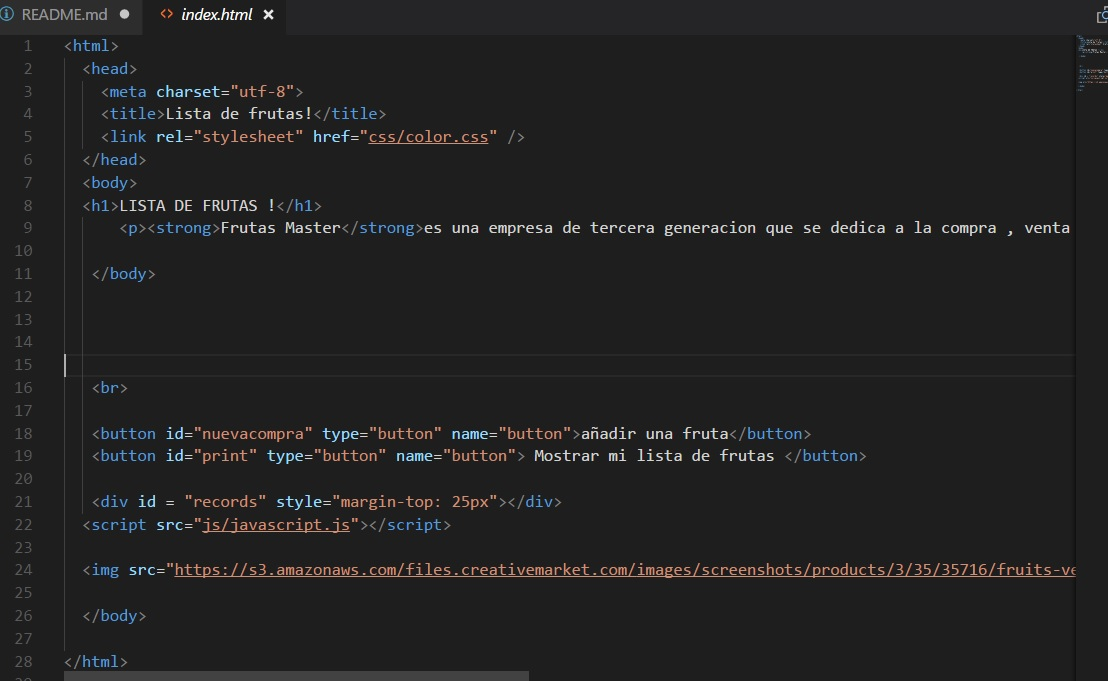 README.md ● <> index.html ×
1 <html>
2 <head>
3 <meta charset="utf-8">
4 <title>Lista de frutas!</title>
5 <link rel="stylesheet" href="css/color.css" />
6 </head>
7 <body>
8 <h1>LISTA DE FRUTAS !</h1>
9 <p><strong>Frutas Master</strong>es una empresa de tercera generacion que se dedica a la compra , venta
10
11 </body>
12
13
14
15
16 <br>
17
18 <button id="nuevacompra" type="button" name="button">añadir una fruta</button>
19 <button id="print" type="button" name="button"> Mostrar mi lista de frutas </button>
20
21 <div id = "records" style="margin-top: 25px"></div>
22 <script src="js/javascript.js"></script>
23
24 <img src="https://s3.amazonaws.com/files.creativemarket.com/images/screenshots/products/3/35/35716/fruits-ve
25
26 </body>
27
28 </html>